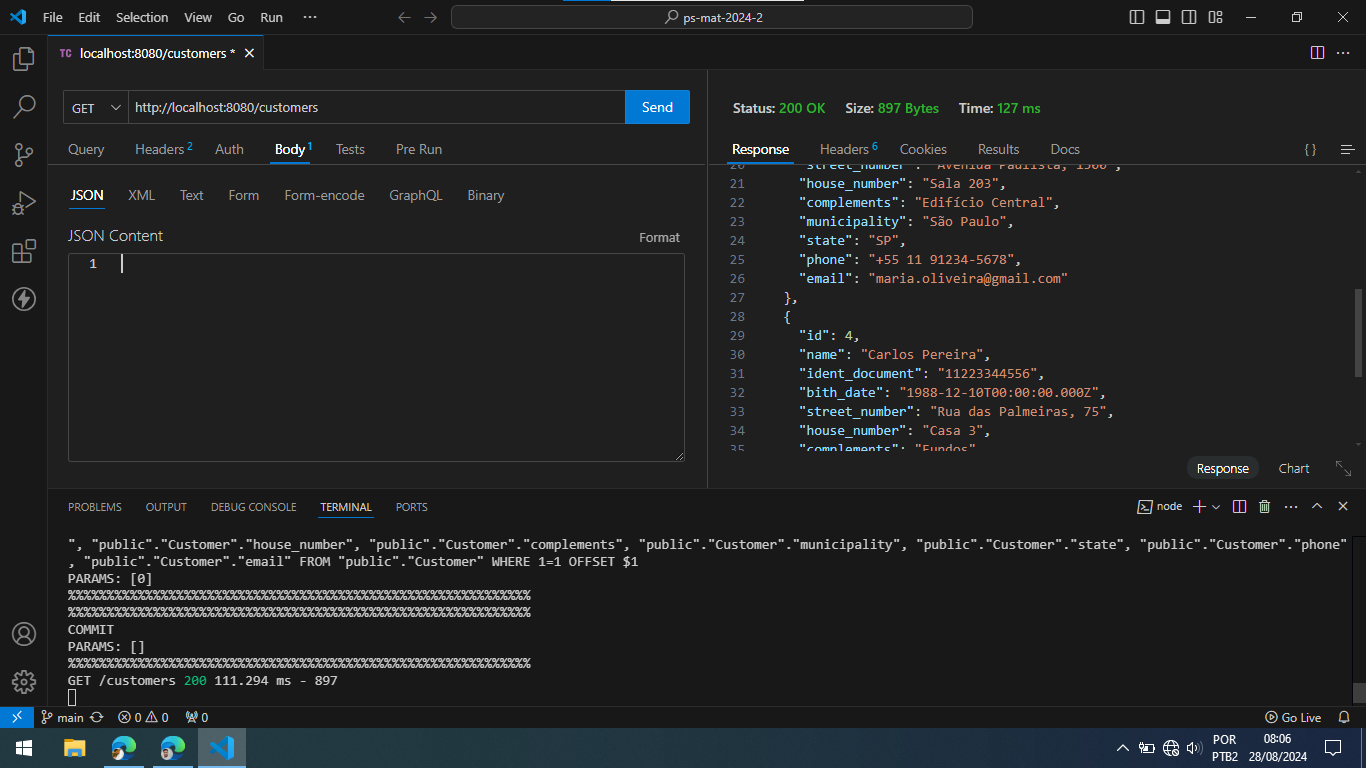 File Edit Selection View Go Run ···
ps-mat-2024-2
TC localhost:8080/customers *
GET http://localhost:8080/customers Send
Query Headers 2 Auth Body 1 Tests Pre Run
JSON XML Text Form Form-encode GraphQL Binary
JSON Content Format
1
Status: 200 OK Size: 897 Bytes Time: 127 ms
Response Headers 6 Cookies Results Docs { }
20 "street_number": "Avenida Paulista, 1500",
21 "house_number": "Sala 203",
22 "complements": "Edifício Central",
23 "municipality": "São Paulo",
24 "state": "SP",
25 "phone": "+55 11 91234-5678",
26 "email": "maria.oliveira@gmail.com"
27 },
28 {
29 "id": 4,
30 "name": "Carlos Pereira",
31 "ident_document": "11223344556",
32 "bith_date": "1988-12-10T00:00:00.000Z",
33 "street_number": "Rua das Palmeiras, 75",
34 "house_number": "Casa 3",
35 "complements": "Fundos"
Response Chart
PROBLEMS OUTPUT DEBUG CONSOLE TERMINAL PORTS node
", "public"."Customer"."house_number", "public"."Customer"."complements", "public"."Customer"."municipality", "public"."Customer"."state", "public"."Customer"."phone"
, "public"."Customer"."email" FROM "public"."Customer" WHERE 1=1 OFFSET $1
PARAMS: [0]
%%%%%%%%%%%%%%%%%%%%%%%%%%%%%%%%%%%%%%%%%%%%%%%%%%%%%%%%%%%%
%%%%%%%%%%%%%%%%%%%%%%%%%%%%%%%%%%%%%%%%%%%%%%%%%%%%%%%%%%%%
COMMIT
PARAMS: []
%%%%%%%%%%%%%%%%%%%%%%%%%%%%%%%%%%%%%%%%%%%%%%%%%%%%%%%%%%%%
GET /customers 200 111.294 ms - 897
main 0 0 0 Go Live
POR 08:06
PTB2 28/08/2024